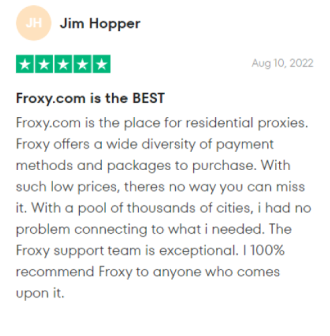 JH Jim Hopper
Aug 10, 2022
Froxy.com is the BEST
Froxy.com is the place for residential proxies.
Froxy offers a wide diversity of payment
methods and packages to purchase. With
such low prices, theres no way you can miss
it. With a pool of thousands of cities, i had no
problem connecting to what i needed. The
Froxy support team is exceptional. I 100%
recommend Froxy to anyone who comes
upon it.